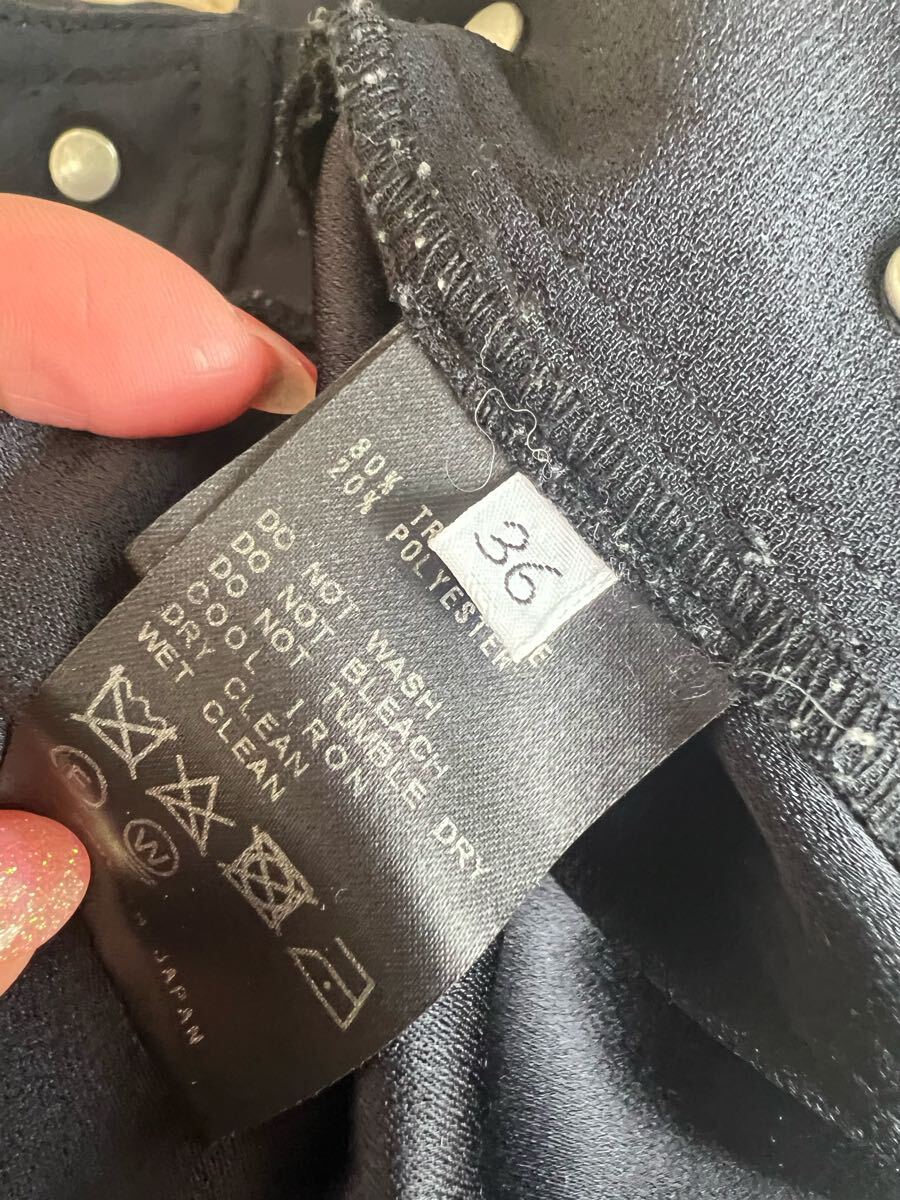 80% TR E
20% POLYESTER
36
DO NOT WASH
DO NOT BLEACH
DO NOT TUMBLE DRY
COOL IRON
DRY CLEAN
WET CLEAN
W
JAPAN